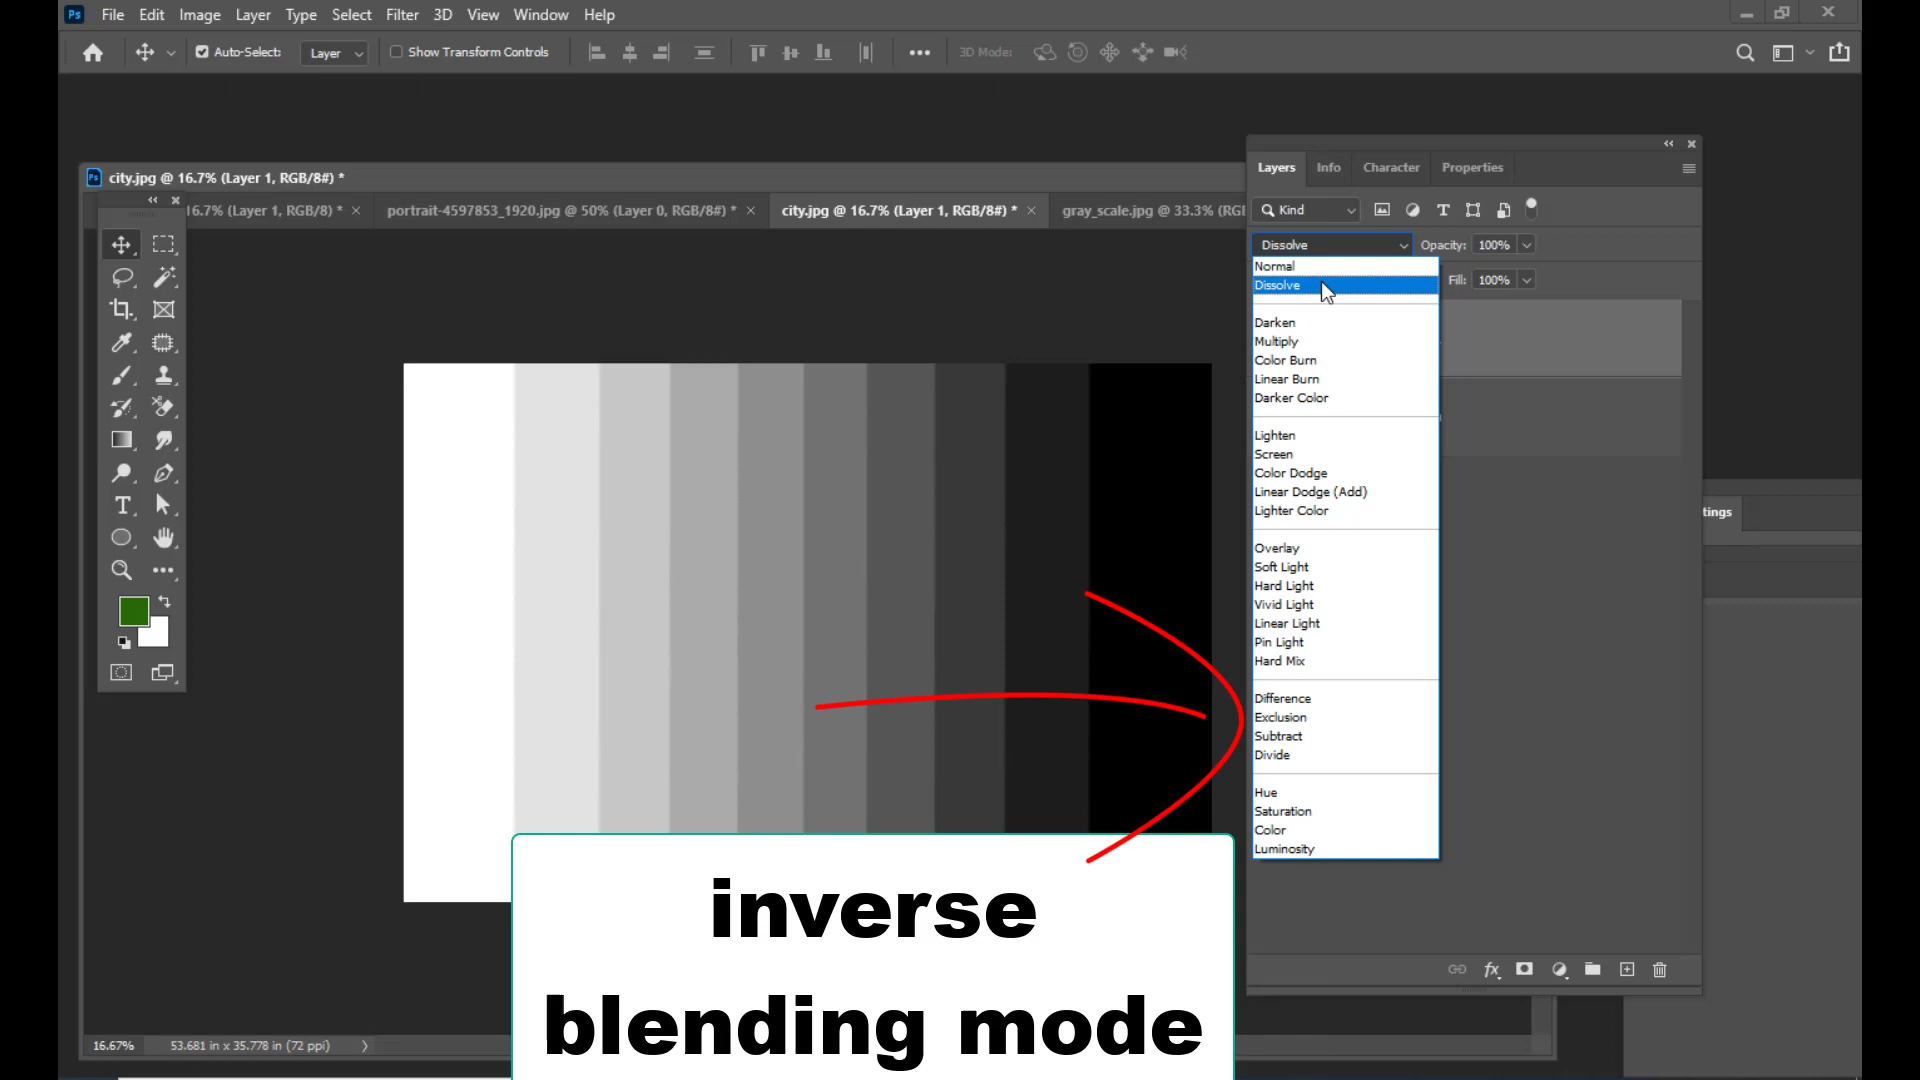 Ps File Edit Image Layer Type Select Filter 3D View Window Help
Auto-Select: Layer Show Transform Controls 3D Mode:
Ps city.jpg @ 16.7% (Layer 1, RGB/8#) *
16.7% (Layer 1, RGB/8) * portrait-4597853_1920.jpg @ 50% (Layer 0, RGB/8#) * city.jpg @ 16.7% (Layer 1, RGB/8#) * gray_scale.jpg @ 33.3% (RGB
Layers Info Character Properties
Kind
Dissolve Opacity: 100%
Fill: 100%
Normal
Dissolve
Darken
Multiply
Color Burn
Linear Burn
Darker Color
Lighten
Screen
Color Dodge
Linear Dodge (Add)
Lighter Color
Overlay
Soft Light
Hard Light
Vivid Light
Linear Light
Pin Light
Hard Mix
Difference
Exclusion
Subtract
Divide
Hue
Saturation
Color
Luminosity
tings
fx
inverse
blending mode
16.67% 53.681 in x 35.778 in (72 ppi)